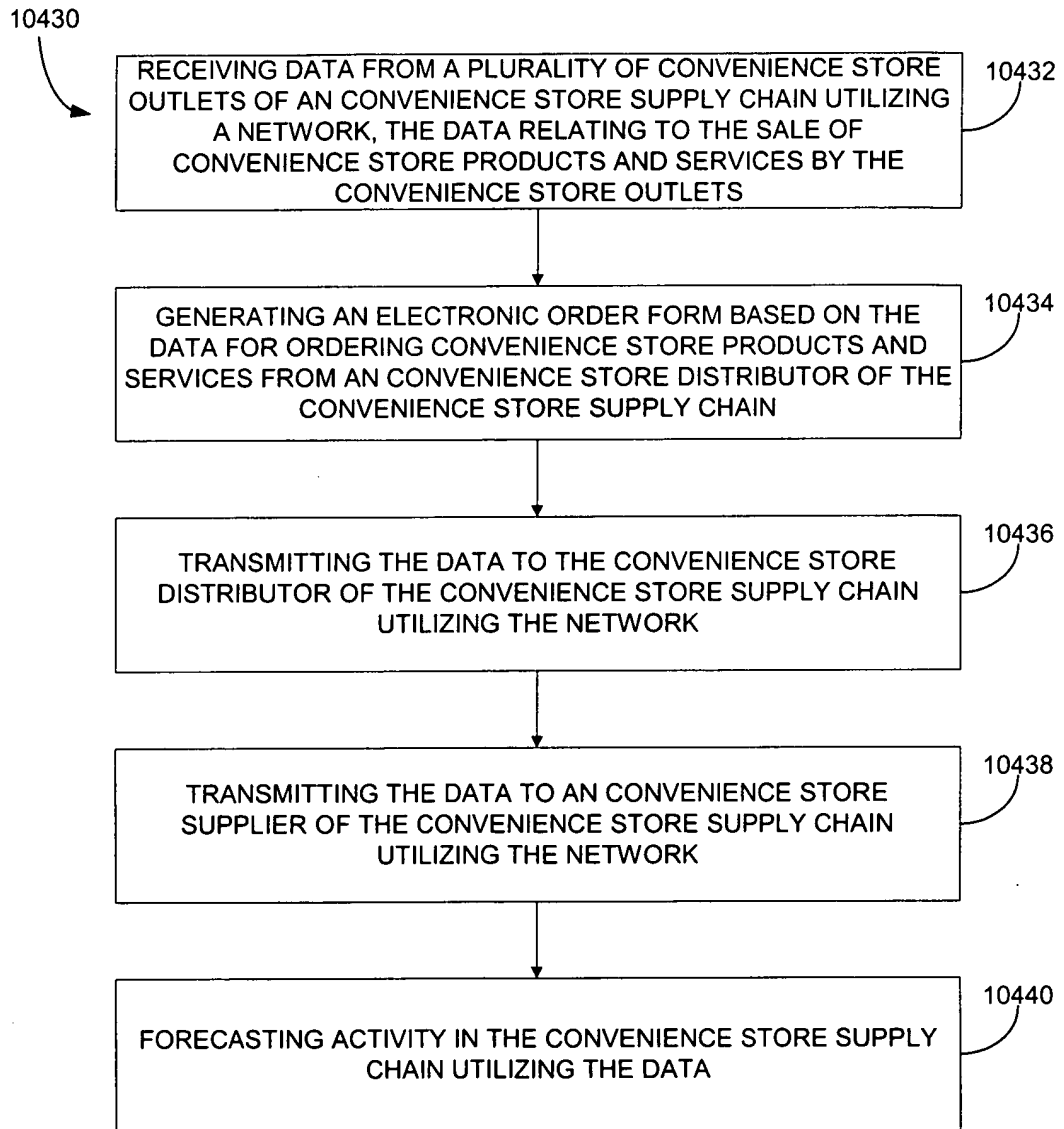 10430
RECEIVING DATA FROM A PLURALITY OF CONVENIENCE STORE
OUTLETS OF AN CONVENIENCE STORE SUPPLY CHAIN UTILIZING
A NETWORK, THE DATA RELATING TO THE SALE OF
CONVENIENCE STORE PRODUCTS AND SERVICES BY THE
CONVENIENCE STORE OUTLETS
10432
GENERATING AN ELECTRONIC ORDER FORM BASED ON THE
DATA FOR ORDERING CONVENIENCE STORE PRODUCTS AND
SERVICES FROM AN CONVENIENCE STORE DISTRIBUTOR OF THE
CONVENIENCE STORE SUPPLY CHAIN
10434
TRANSMITTING THE DATA TO THE CONVENIENCE STORE
DISTRIBUTOR OF THE CONVENIENCE STORE SUPPLY CHAIN
UTILIZING THE NETWORK
10436
TRANSMITTING THE DATA TO AN CONVENIENCE STORE
SUPPLIER OF THE CONVENIENCE STORE SUPPLY CHAIN
UTILIZING THE NETWORK
10438
FORECASTING ACTIVITY IN THE CONVENIENCE STORE SUPPLY
CHAIN UTILIZING THE DATA
10440